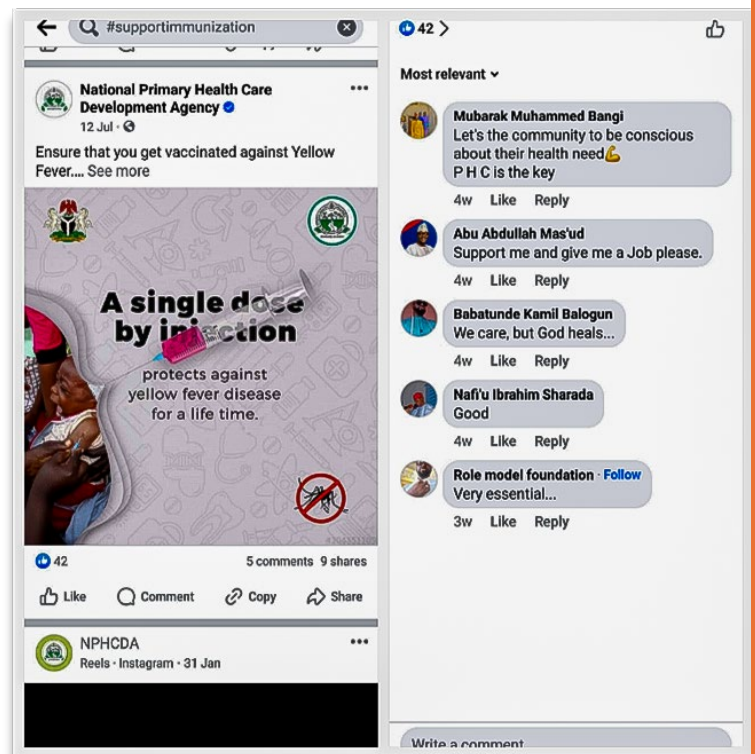 #supportimmunization
National Primary Health Care
Development Agency
12 Jul
Ensure that you get vaccinated against Yellow
Fever.... See more
A single dose
by injection
protects against
yellow fever disease
for a life time.
42
5 comments 9 shares
Like Comment Copy Share
NPHCDA
Reels · Instagram · 31 Jan
42
Most relevant
Mubarak Muhammed Bangi
Let's the community to be conscious
about their health need💪
P H C is the key
4w Like Reply
Abu Abdullah Mas'ud
Support me and give me a Job please.
4w Like Reply
Babatunde Kamil Balogun
We care, but God heals...
4w Like Reply
Nafi'u Ibrahim Sharada
Good
4w Like Reply
Role model foundation · Follow
Very essential...
3w Like Reply
Write a comment